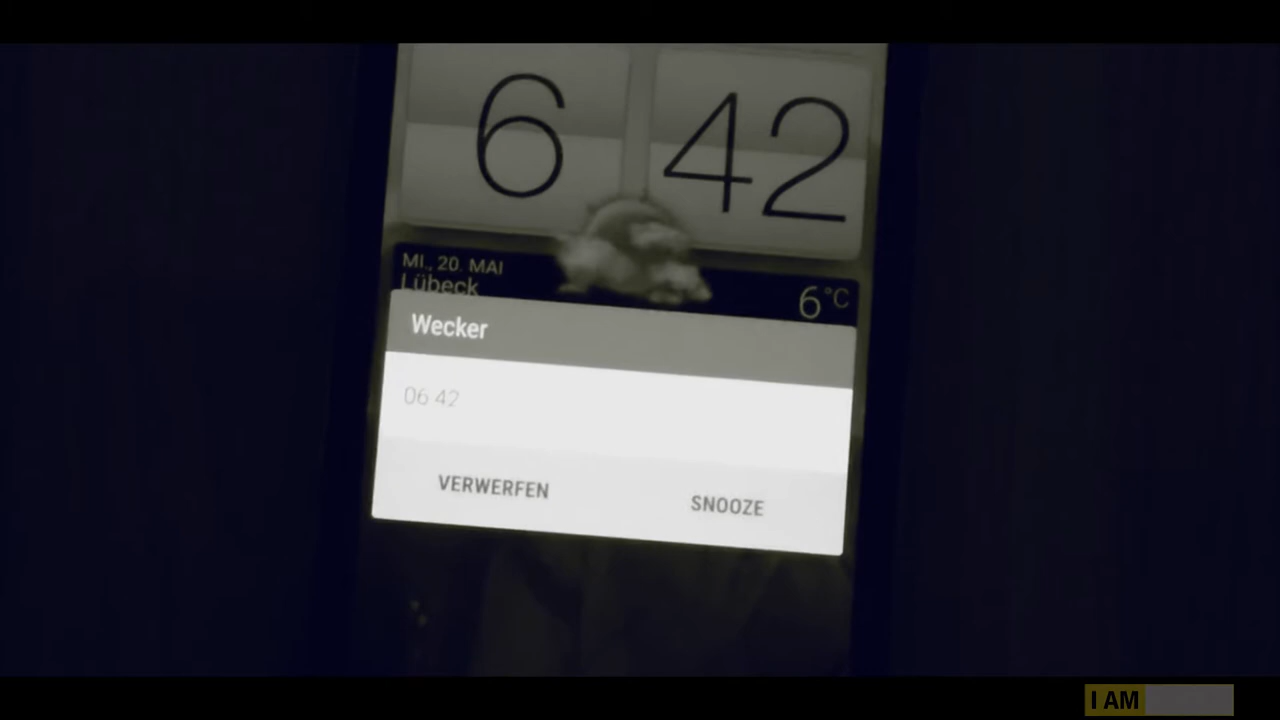 6 42
MI., 20. MAI
Lübeck
6°C
Wecker
06 42
VERWERFEN
SNOOZE
I AM